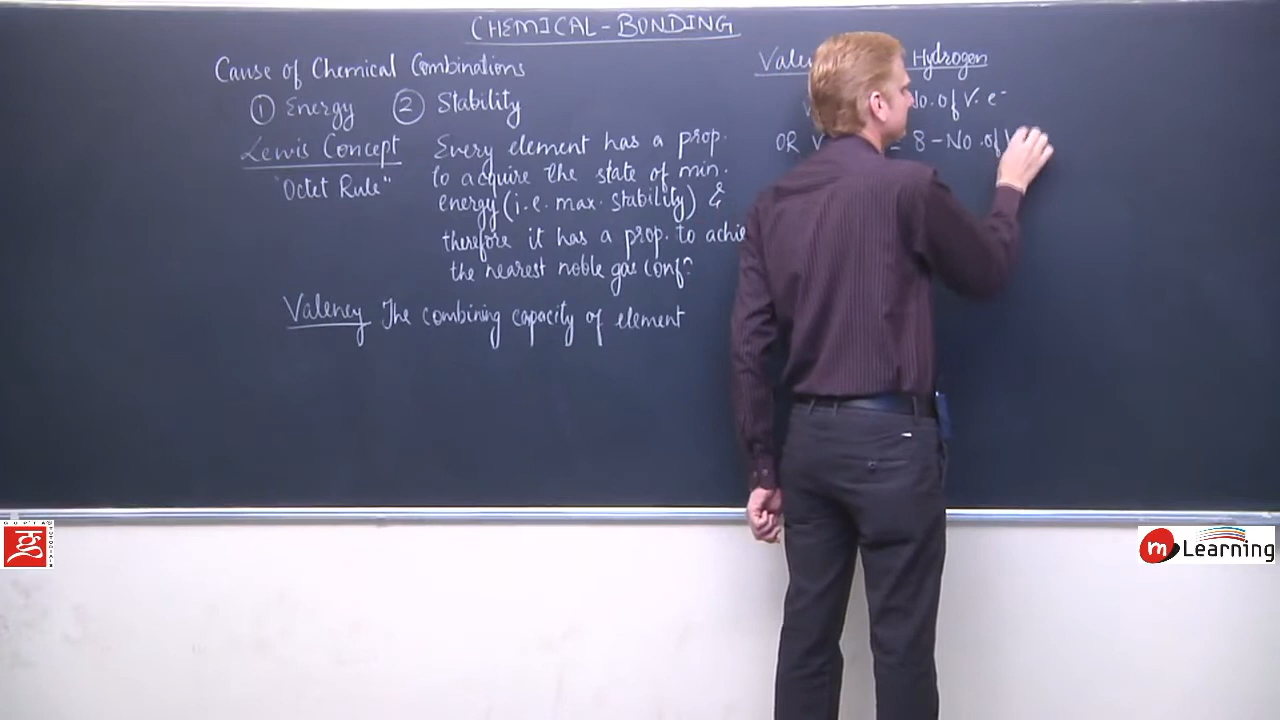 CHEMICAL-BONDING
Cause of Chemical Combinations
① Energy ② Stability
Lewis Concept
"Octet Rule"
Every element has a prop.
to acquire the state of min.
energy (i.e. max. stability) &
therefore it has a prop. to achie
the nearest noble gas conf?
Valency The combining capacity of element
Hydrogen
No. of V. e⁻
OR V = 8 - No. of
GUPTA TUTORIALS
m Learning